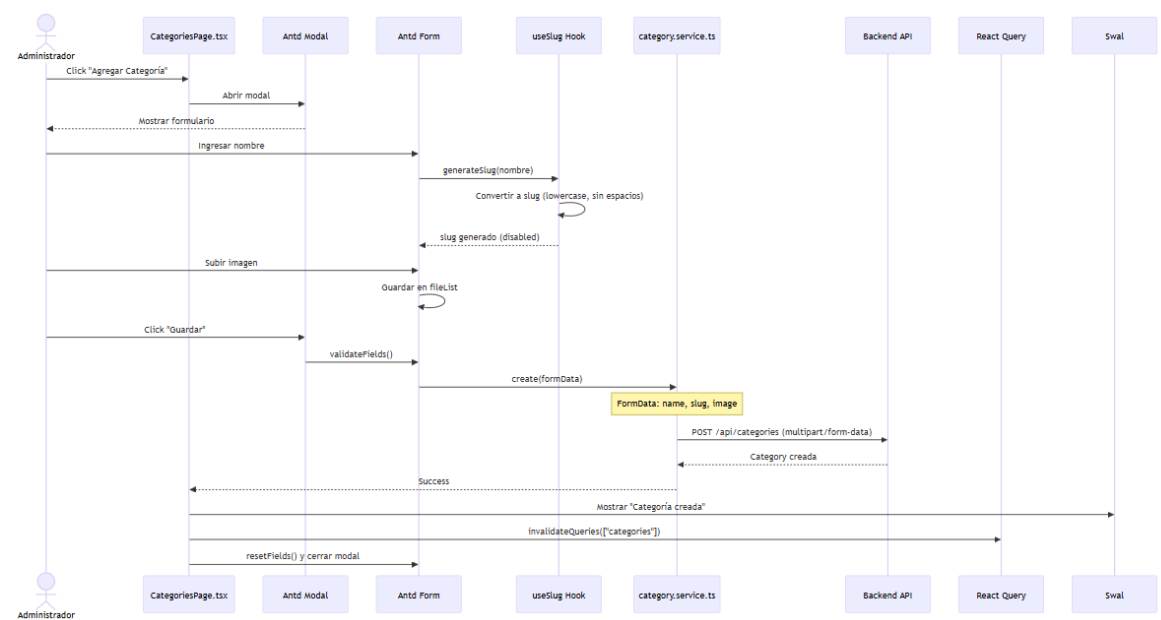 Administrador
CategoriesPage.tsx
Antd Modal
Antd Form
useSlug Hook
category.service.ts
Backend API
React Query
Swal
Click "Agregar Categoría"
Abrir modal
Mostrar formulario
Ingresar nombre
generateSlug(nombre)
Convertir a slug (lowercase, sin espacios)
slug generado (disabled)
Subir imagen
Guardar en fileList
Click "Guardar"
validateFields()
create(formData)
FormData: name, slug, image
POST /api/categories (multipart/form-data)
Category creada
Success
Mostrar "Categoría creada"
invalidateQueries(["categories"])
resetFields() y cerrar modal
Administrador
CategoriesPage.tsx
Antd Modal
Antd Form
useSlug Hook
category.service.ts
Backend API
React Query
Swal